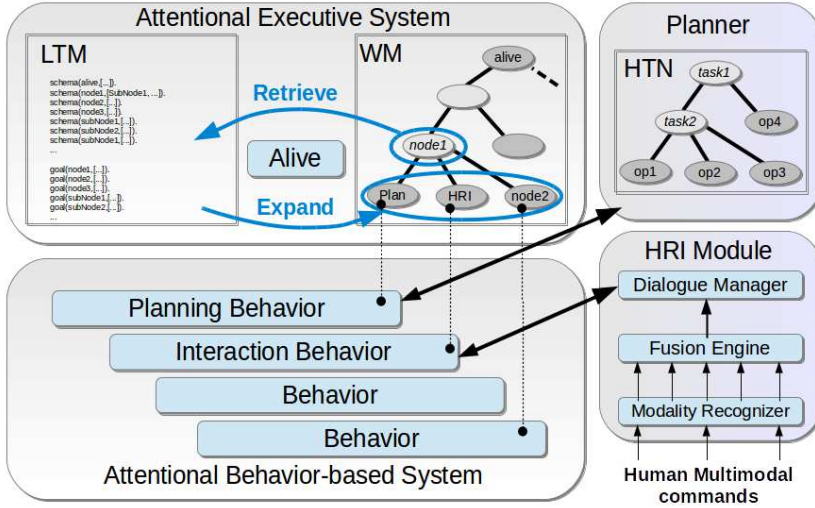 Attentional Executive System
LTM
schema(alive,[...]).
schema(node1,[SubNode1, ...]).
schema(node2,[...]).
schema(node3,[...]).
schema(subNode1,[...]).
schema(subNode2,[...]).
schema(subNode1,[...]).
...
goal(node1,[...]).
goal(node2,[...]).
goal(node3,[...]).
goal(subNode1,[...]).
goal(subNode2,[...]).
...
Retrieve
Alive
Expand
WM
alive
node1
Plan
HRI
node2
Planner
HTN
task1
task2
op4
op1
op2
op3
Planning Behavior
Interaction Behavior
Behavior
Behavior
Attentional Behavior-based System
HRI Module
Dialogue Manager
Fusion Engine
Modality Recognizer
Human Multimodal
commands